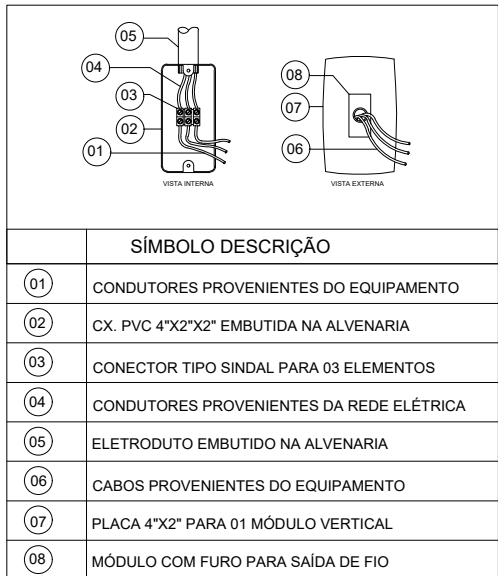 05
04
03
02
01
VISTA INTERNA
08
07
06
VISTA EXTERNA
SÍMBOLO DESCRIÇÃO
01 CONDUTORES PROVENIENTES DO EQUIPAMENTO
02 CX. PVC 4"X2"X2" EMBUTIDA NA ALVENARIA
03 CONECTOR TIPO SINDAL PARA 03 ELEMENTOS
04 CONDUTORES PROVENIENTES DA REDE ELÉTRICA
05 ELETRODUTO EMBUTIDO NA ALVENARIA
06 CABOS PROVENIENTES DO EQUIPAMENTO
07 PLACA 4"X2" PARA 01 MÓDULO VERTICAL
08 MÓDULO COM FURO PARA SAÍDA DE FIO